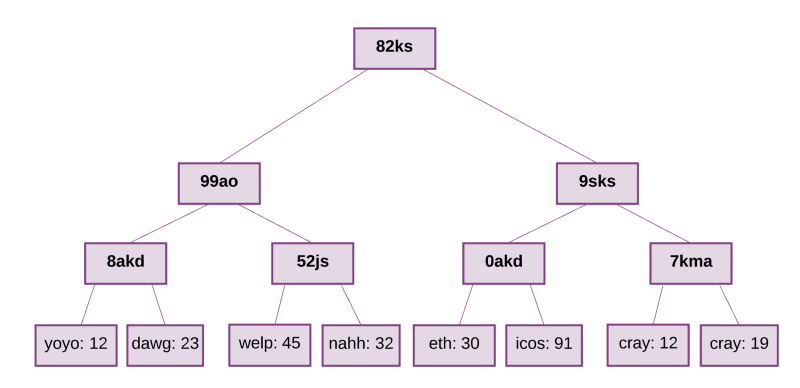 82ks
99ao
9sks
8akd
52js
0akd
7kma
yoyo: 12
dawg: 23
welp: 45
nahh: 32
eth: 30
icos: 91
cray: 12
cray: 19